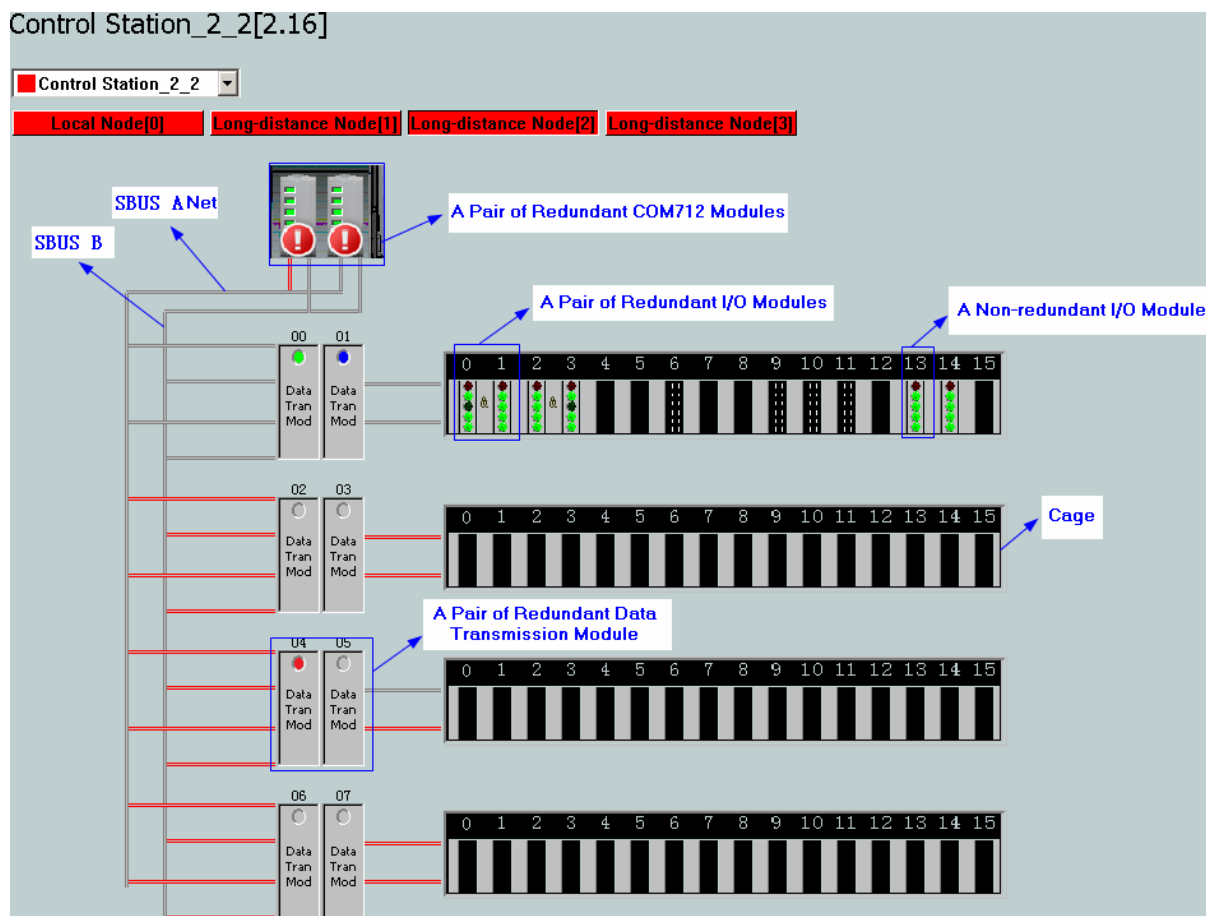 Control Station_2_2[2.16]
Control Station_2_2
Local Node[0] Long-distance Node[1] Long-distance Node[2] Long-distance Node[3]
SBUS A Net
A Pair of Redundant COM712 Modules
SBUS B
A Pair of Redundant I/O Modules
A Non-redundant I/O Module
00 01
0 1 2 3 4 5 6 7 8 9 10 11 12 13 14 15
Data Data
Tran Tran
Mod Mod
02 03
0 1 2 3 4 5 6 7 8 9 10 11 12 13 14 15
Cage
Data Data
Tran Tran
Mod Mod
A Pair of Redundant Data
Transmission Module
04 05
0 1 2 3 4 5 6 7 8 9 10 11 12 13 14 15
Data Data
Tran Tran
Mod Mod
06 07
0 1 2 3 4 5 6 7 8 9 10 11 12 13 14 15
Data Data
Tran Tran
Mod Mod